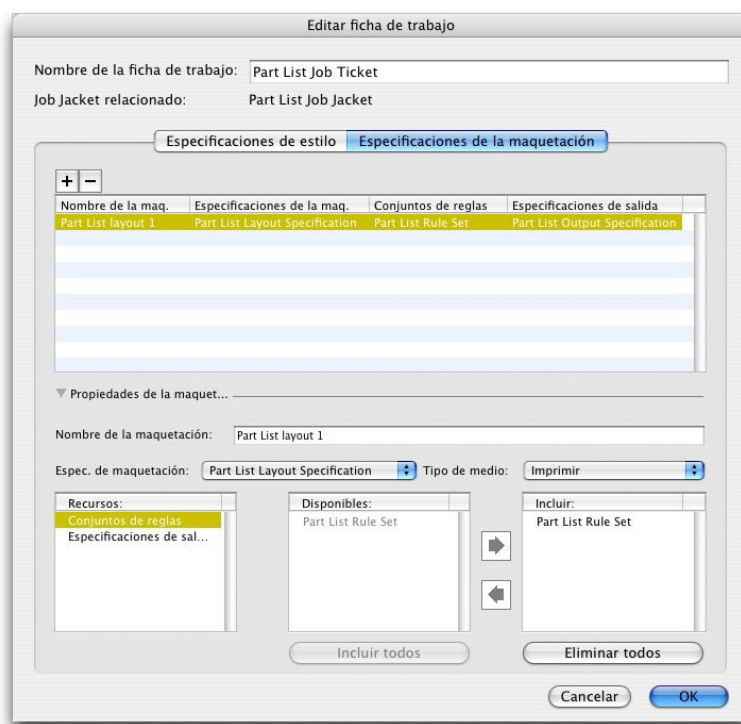 Editar ficha de trabajo
Nombre de la ficha de trabajo: Part List Job Ticket
Job Jacket relacionado: Part List Job Jacket
Especificaciones de estilo Especificaciones de la maquetación
+ −
Nombre de la maq. Especificaciones de la maq. Conjuntos de reglas Especificaciones de salida
Part List layout 1 Part List Layout Specification Part List Rule Set Part List Output Specification
Propiedades de la maquet...
Nombre de la maquetación: Part List layout 1
Espec. de maquetación: Part List Layout Specification Tipo de medio: Imprimir
Recursos: Disponibles: Incluir:
Conjuntos de reglas Part List Rule Set Part List Rule Set
Especificaciones de sal...
Incluir todos Eliminar todos
Cancelar OK